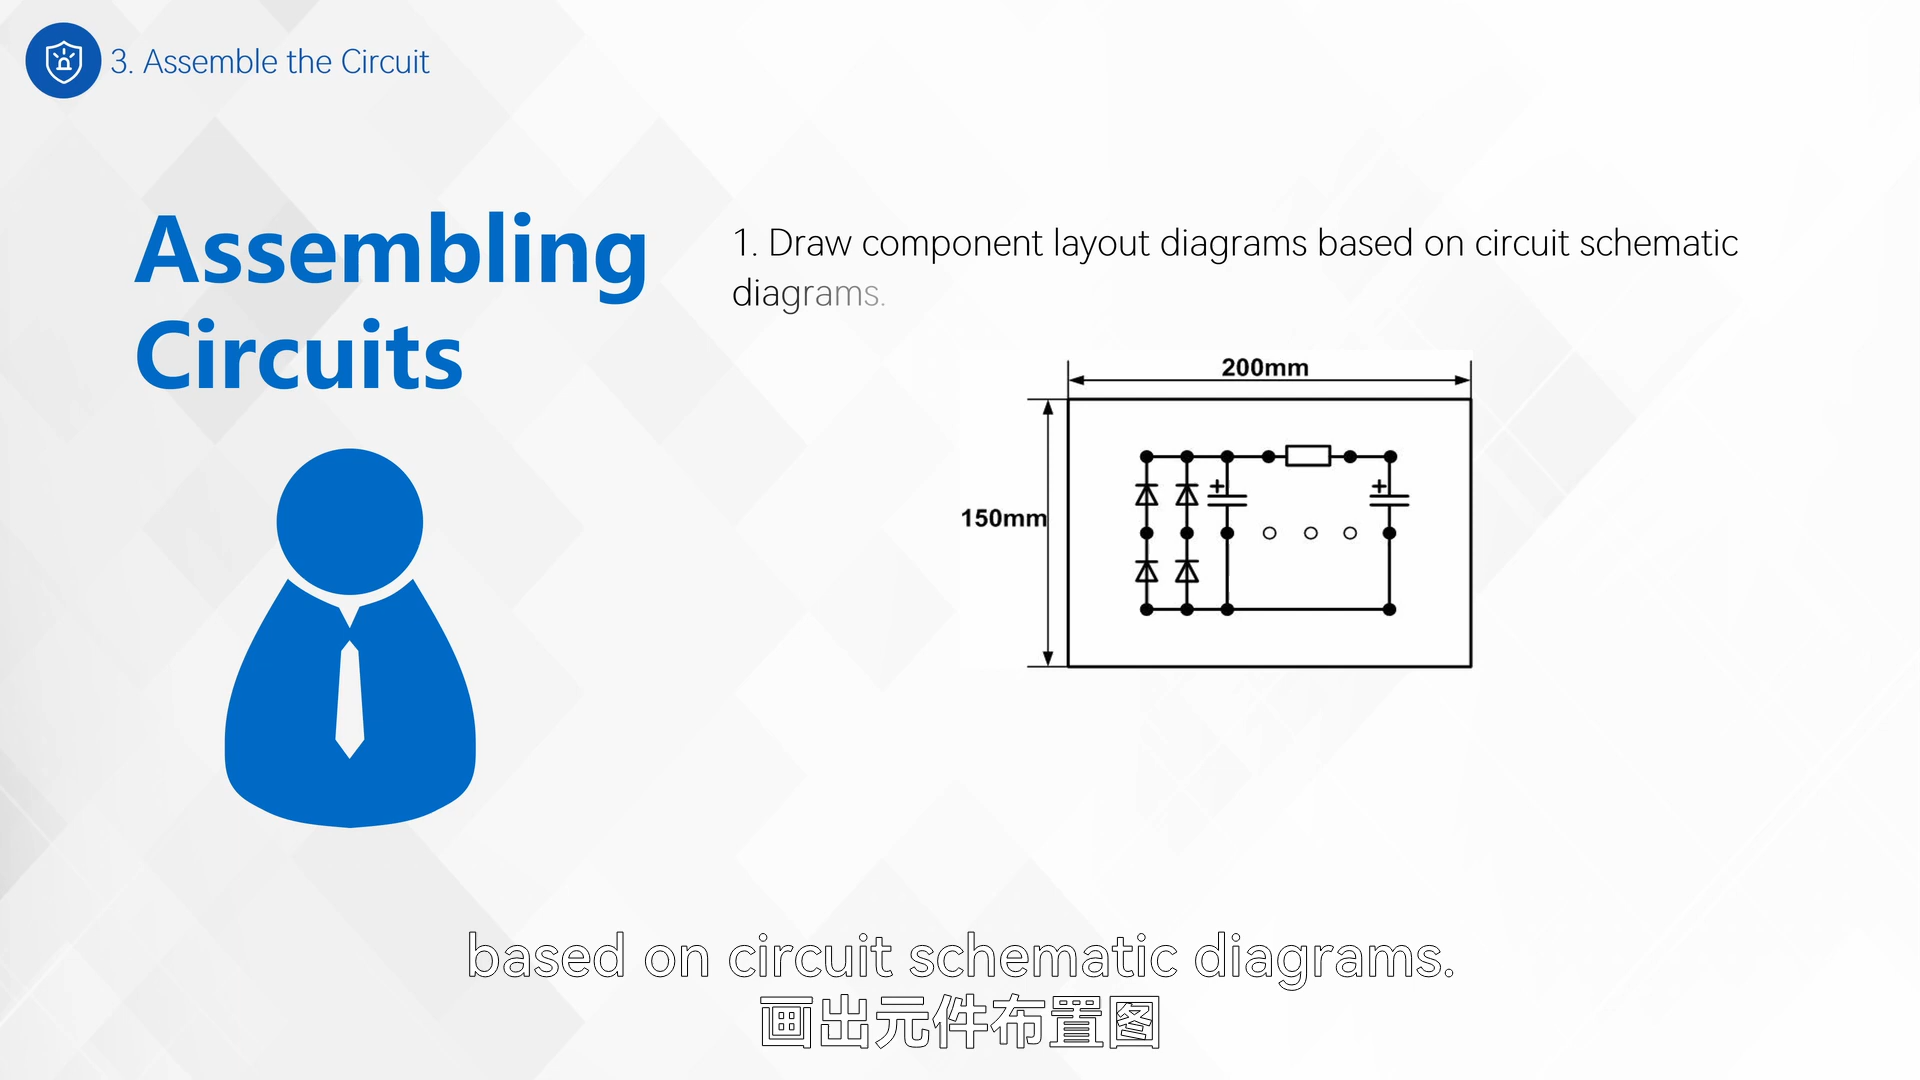 3. Assemble the Circuit
Assembling
Circuits
1. Draw component layout diagrams based on circuit schematic
diagrams.
200mm
150mm
+
+
based on circuit schematic diagrams.
画出元件布置图